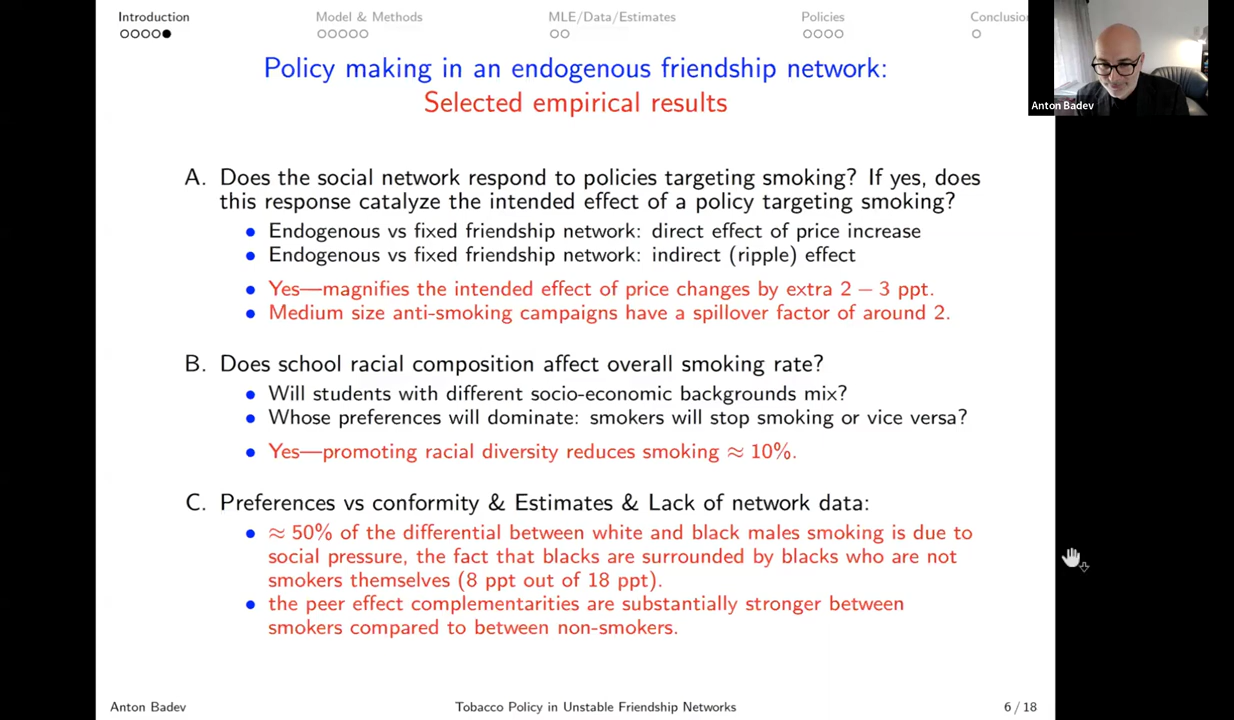 Introduction Model & Methods MLE/Data/Estimates Policies Conclusion
Policy making in an endogenous friendship network:
Selected empirical results
Anton Badev
A. Does the social network respond to policies targeting smoking? If yes, does
this response catalyze the intended effect of a policy targeting smoking?
• Endogenous vs fixed friendship network: direct effect of price increase
• Endogenous vs fixed friendship network: indirect (ripple) effect
• Yes—magnifies the intended effect of price changes by extra 2 − 3 ppt.
• Medium size anti-smoking campaigns have a spillover factor of around 2.
B. Does school racial composition affect overall smoking rate?
• Will students with different socio-economic backgrounds mix?
• Whose preferences will dominate: smokers will stop smoking or vice versa?
• Yes—promoting racial diversity reduces smoking ≈ 10%.
C. Preferences vs conformity & Estimates & Lack of network data:
• ≈ 50% of the differential between white and black males smoking is due to
social pressure, the fact that blacks are surrounded by blacks who are not
smokers themselves (8 ppt out of 18 ppt).
• the peer effect complementarities are substantially stronger between
smokers compared to between non-smokers.
Anton Badev Tobacco Policy in Unstable Friendship Networks 6 / 18